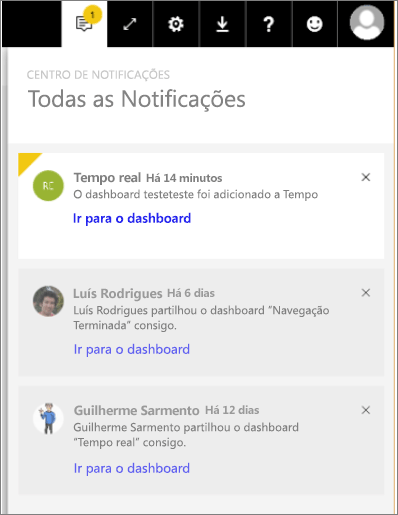 1
?
CENTRO DE NOTIFICAÇÕES
Todas as Notificações
RC
Tempo real Há 14 minutos
O dashboard testeteste foi adicionado a Tempo
Ir para o dashboard
Luís Rodrigues Há 6 dias
Luís Rodrigues partilhou o dashboard "Navegação
Terminada" consigo.
Ir para o dashboard
Guilherme Sarmento Há 12 dias
Guilherme Sarmento partilhou o dashboard
"Tempo real" consigo.
Ir para o dashboard